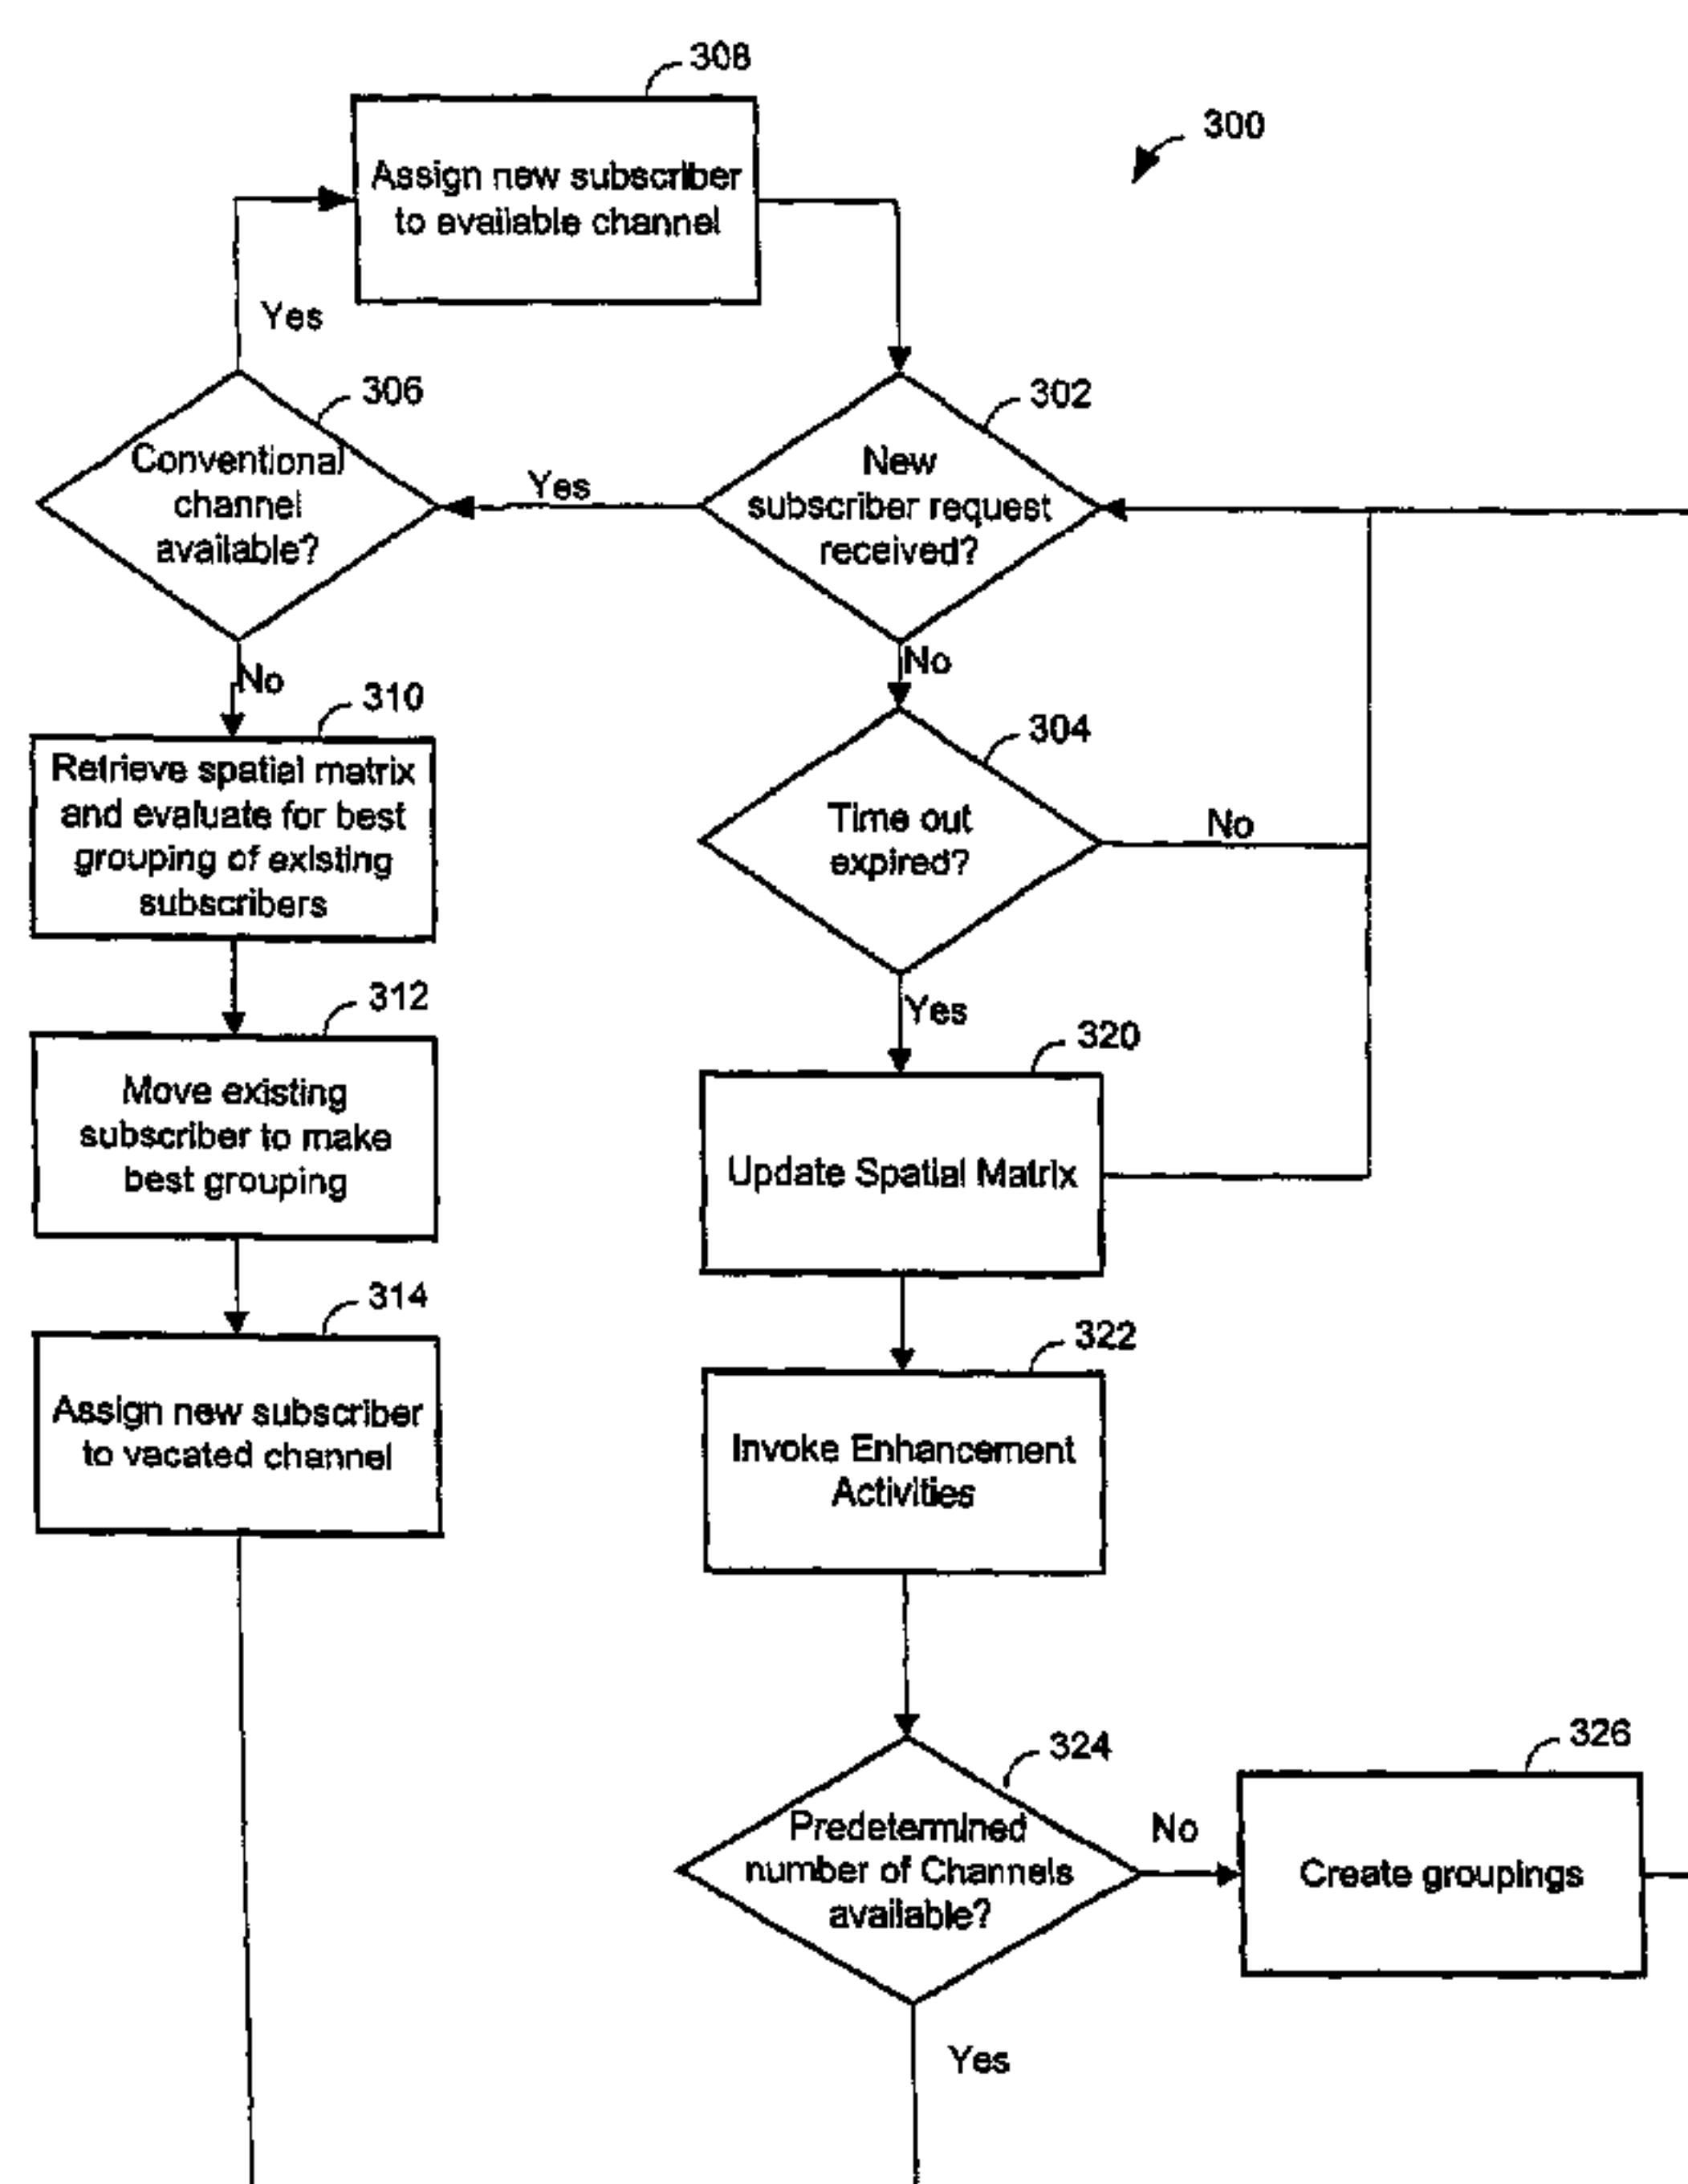 308
300
Assign new subscriber
to available channel
Yes
306
302
Conventional
channel
available?
Yes
New
subscriber request
received?
No
No
310
304
Retrieve spatial matrix
and evaluate for best
grouping of existing
subscribers
Time out
expired?
No
312
Yes
320
Move existing
subscriber to make
best grouping
Update Spatial Matrix
314
322
Assign new subscriber
to vacated channel
Invoke Enhancement
Activities
324
326
Predetermined
number of Channels
available?
No
Create groupings
Yes